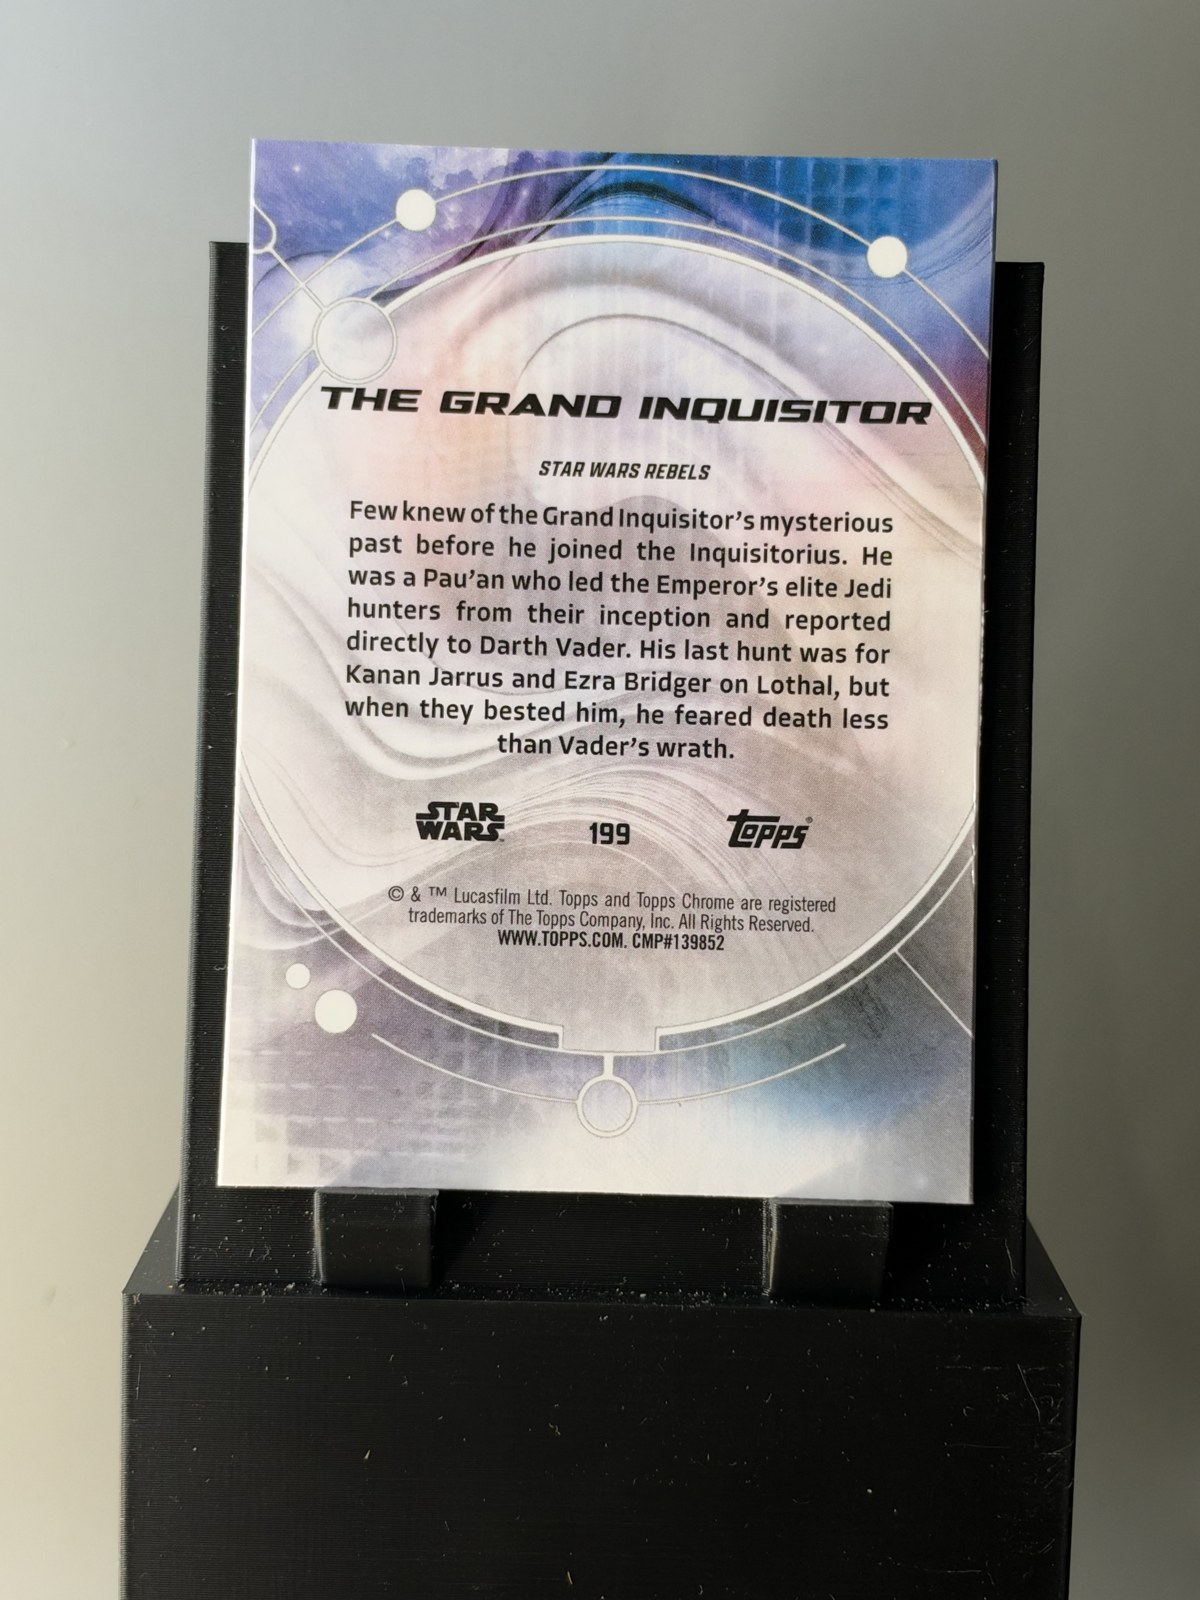 THE GRAND INQUISITOR
STAR WARS REBELS
Few knew of the Grand Inquisitor's mysterious
past before he joined the Inquisitorius. He
was a Pau'an who led the Emperor's elite Jedi
hunters from their inception and reported
directly to Darth Vader. His last hunt was for
Kanan Jarrus and Ezra Bridger on Lothal, but
when they bested him, he feared death less
than Vader's wrath.
STAR
WARS™ 199 Topps®
© & ™ Lucasfilm Ltd. Topps and Topps Chrome are registered
trademarks of The Topps Company, Inc. All Rights Reserved.
WWW.TOPPS.COM. CMP#139852